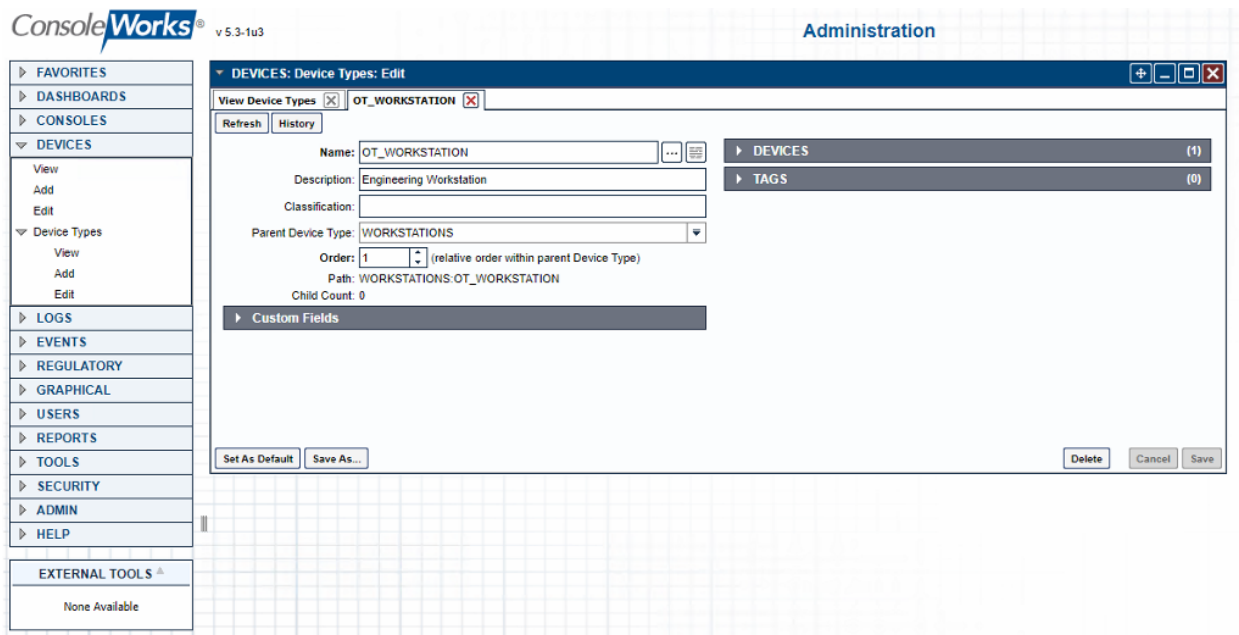 ConsoleWorks® v 5.3-1u3
Administration
FAVORITES
DASHBOARDS
CONSOLES
DEVICES
View
Add
Edit
Device Types
View
Add
Edit
LOGS
EVENTS
REGULATORY
GRAPHICAL
USERS
REPORTS
TOOLS
SECURITY
ADMIN
HELP
EXTERNAL TOOLS
None Available
DEVICES: Device Types: Edit
View Device Types OT_WORKSTATION
Refresh History
Name: OT_WORKSTATION ...
Description: Engineering Workstation
Classification:
Parent Device Type: WORKSTATIONS
Order: 1 (relative order within parent Device Type)
Path: WORKSTATIONS:OT_WORKSTATION
Child Count: 0
Custom Fields
DEVICES (1)
TAGS (0)
Set As Default Save As... Delete Cancel Save